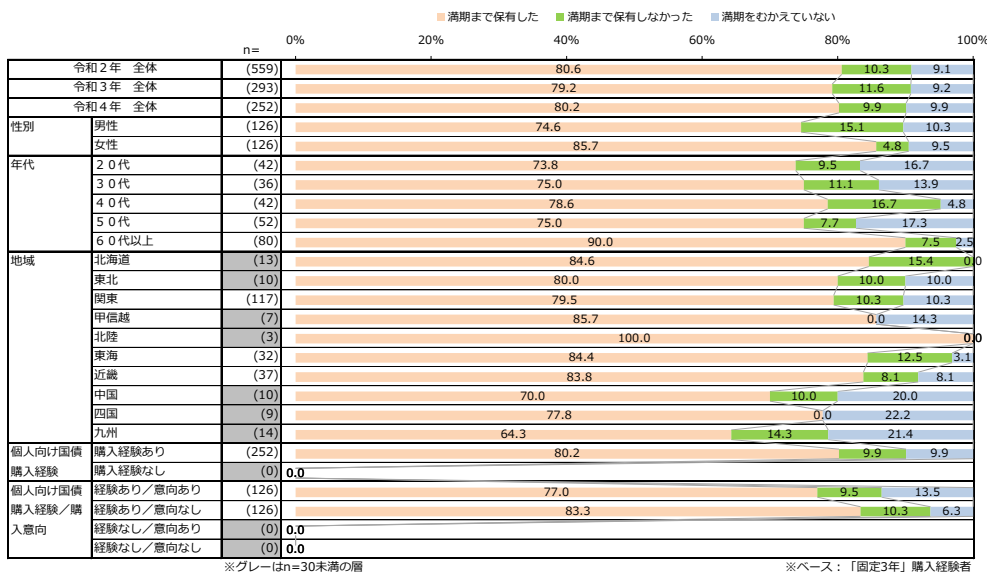 満期まで保有した 満期まで保有しなかった 満期をむかえていない
n= 0% 20% 40% 60% 80% 100%
令和２年 全体 (559) 80.6 10.3 9.1
令和３年 全体 (293) 79.2 11.6 9.2
令和４年 全体 (252) 80.2 9.9 9.9
性別 男性 (126) 74.6 15.1 10.3
女性 (126) 85.7 4.8 9.5
年代 ２０代 (42) 73.8 9.5 16.7
３０代 (36) 75.0 11.1 13.9
４０代 (42) 78.6 16.7 4.8
５０代 (52) 75.0 7.7 17.3
６０代以上 (80) 90.0 7.5 2.5
地域 北海道 (13) 84.6 15.4 0.0
東北 (10) 80.0 10.0 10.0
関東 (117) 79.5 10.3 10.3
甲信越 (7) 85.7 0.0 14.3
北陸 (3) 100.0 0.0
東海 (32) 84.4 12.5 3.1
近畿 (37) 83.8 8.1 8.1
中国 (10) 70.0 10.0 20.0
四国 (9) 77.8 0.0 22.2
九州 (14) 64.3 14.3 21.4
個人向け国債 購入経験あり (252) 80.2 9.9 9.9
購入経験 購入経験なし (0) 0.0
個人向け国債 経験あり／意向あり (126) 77.0 9.5 13.5
購入経験／購 経験あり／意向なし (126) 83.3 10.3 6.3
入意向 経験なし／意向あり (0) 0.0
経験なし／意向なし (0) 0.0
※グレーはn=30未満の層 ※ベース：「固定3年」購入経験者